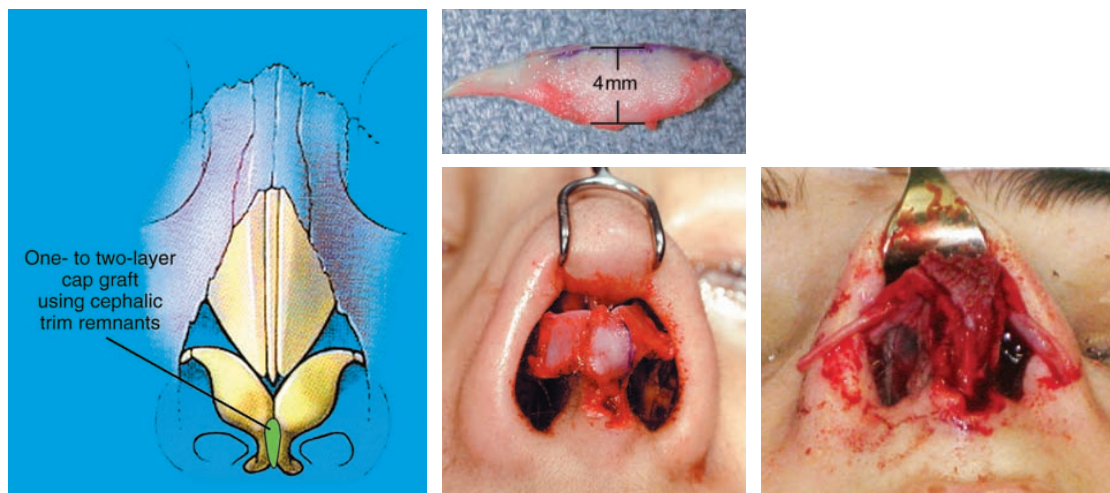 One- to two-layer
cap graft
using cephalic
trim remnants
4mm